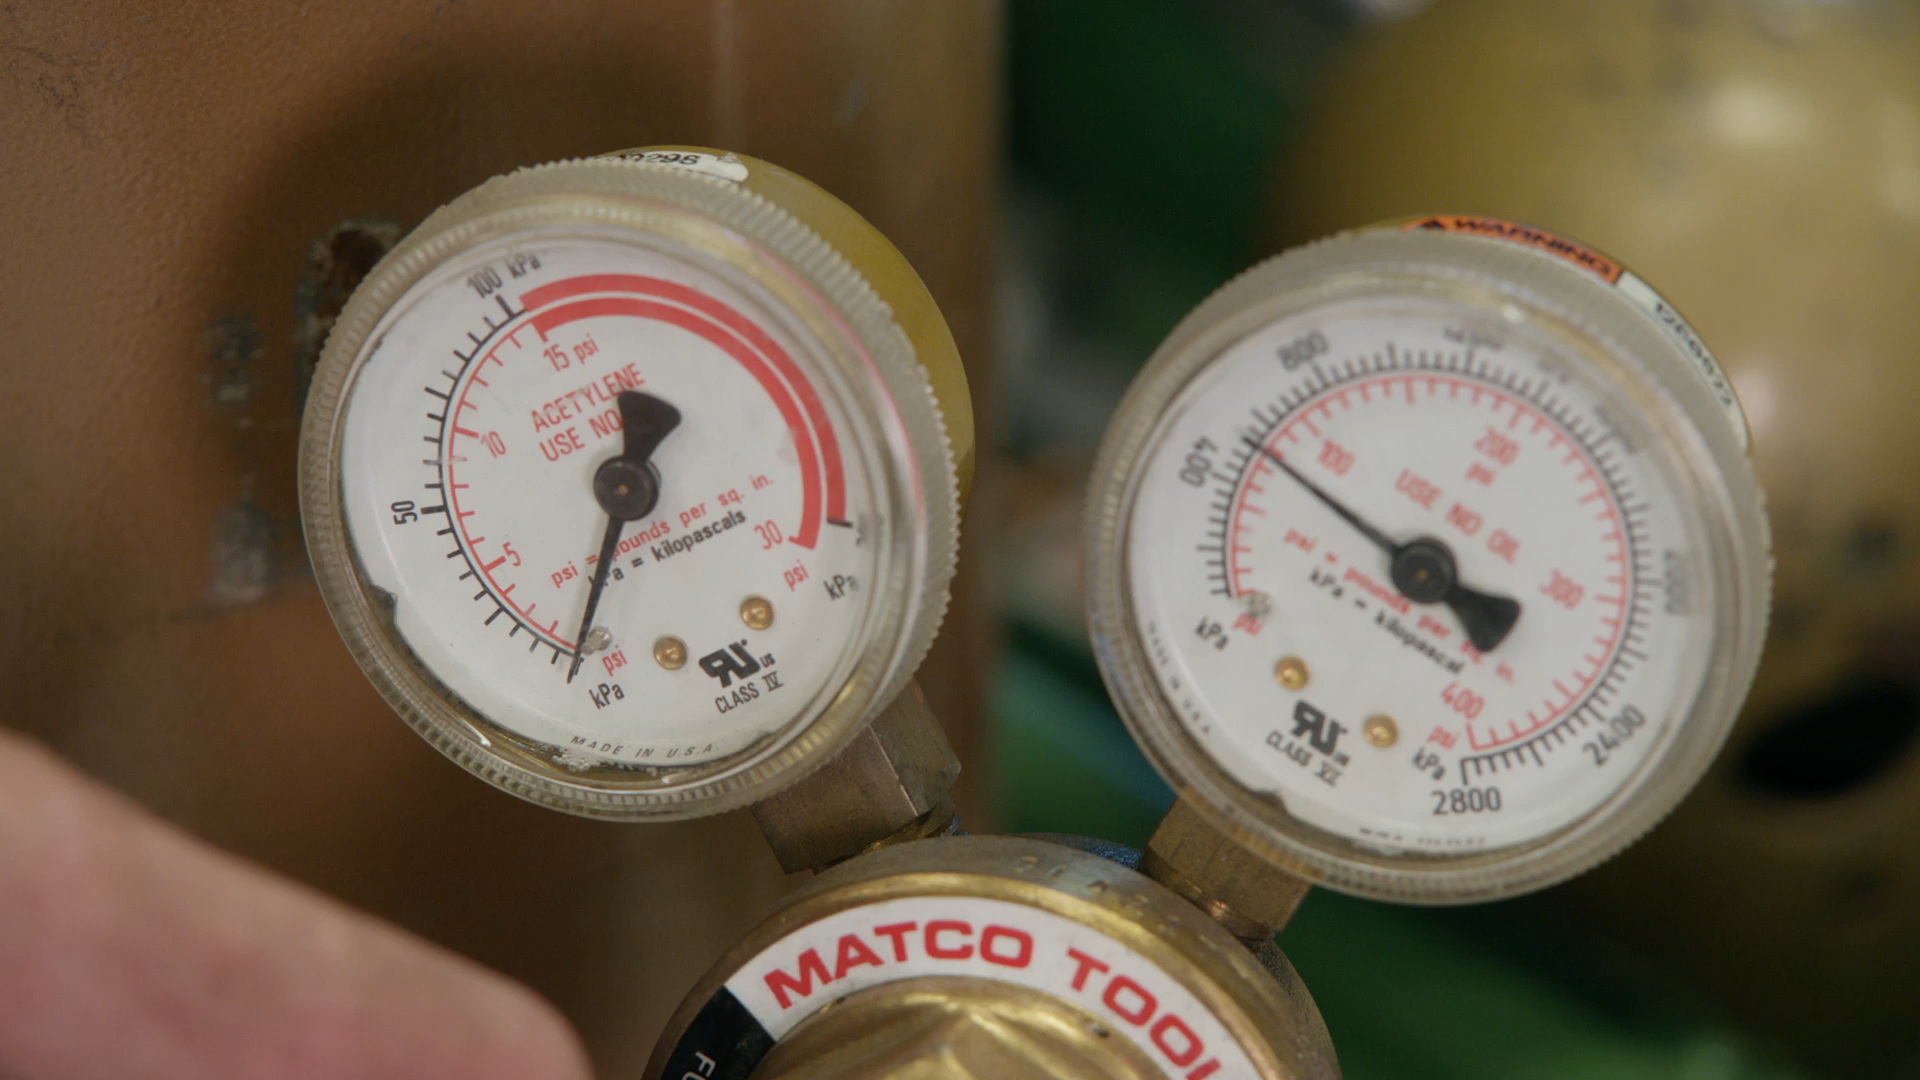 100 kPa
15 psi
ACETYLENE
USE NO
10
50
5
psi = pounds per sq. in.
kPa = kilopascals
30
psi
kPa
psi
kPa
CLASS IV
MADE IN U.S.A.
WARNING
800
400
100
200
psi
USE NO OIL
psi = pounds per sq. in.
kPa = kilopascal
300
kPa
psi
400
psi
kPa
2400
2800
CLASS
MATCO TOOL